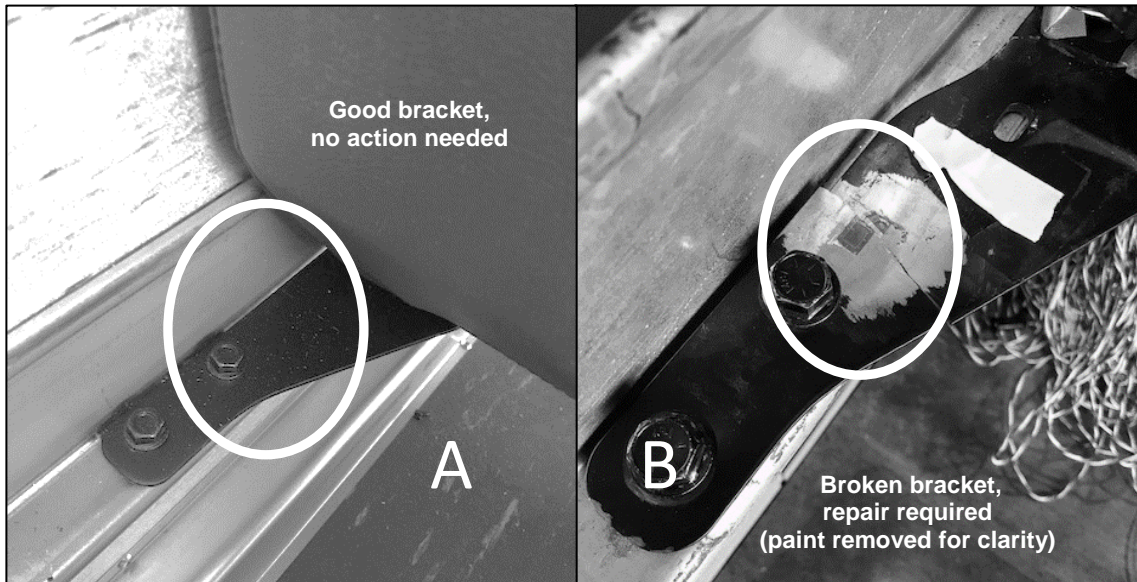 Good bracket,
no action needed
A
B
Broken bracket,
repair required
(paint removed for clarity)